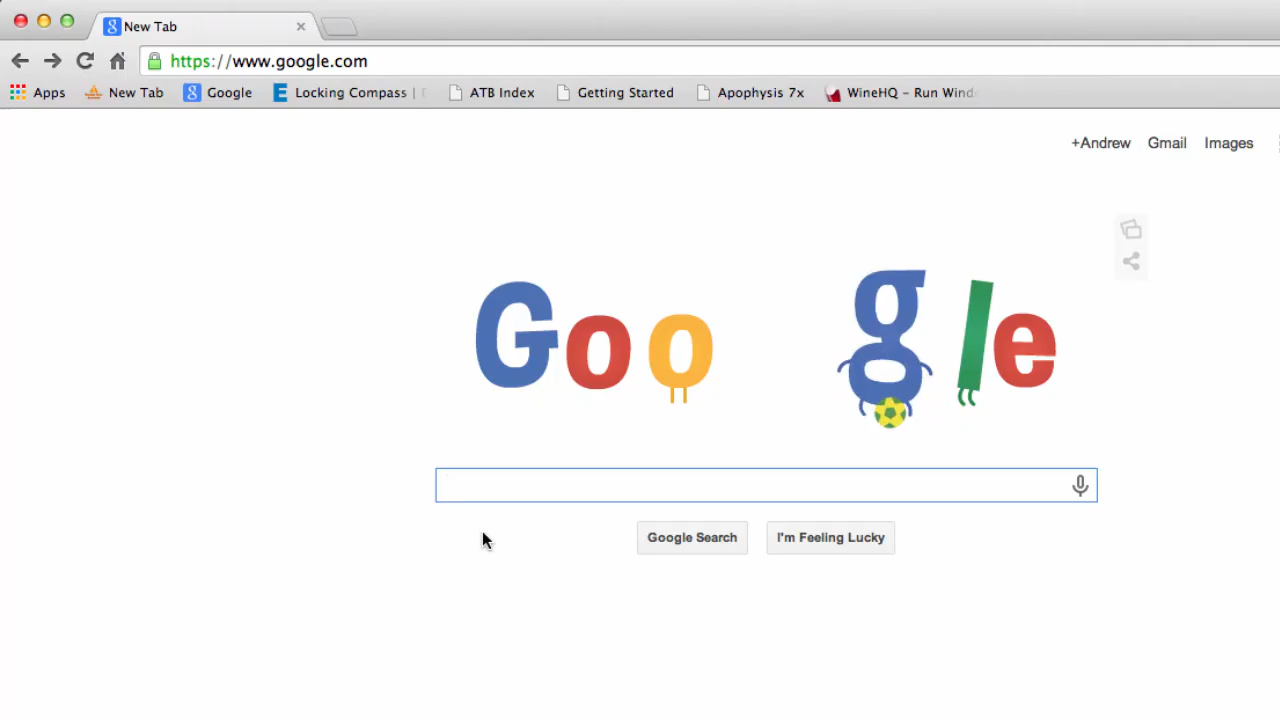 New Tab
https://www.google.com
Apps New Tab Google Locking Compass | ATB Index Getting Started Apophysis 7x WineHQ - Run Wind
+Andrew Gmail Images
Google
Google Search I'm Feeling Lucky